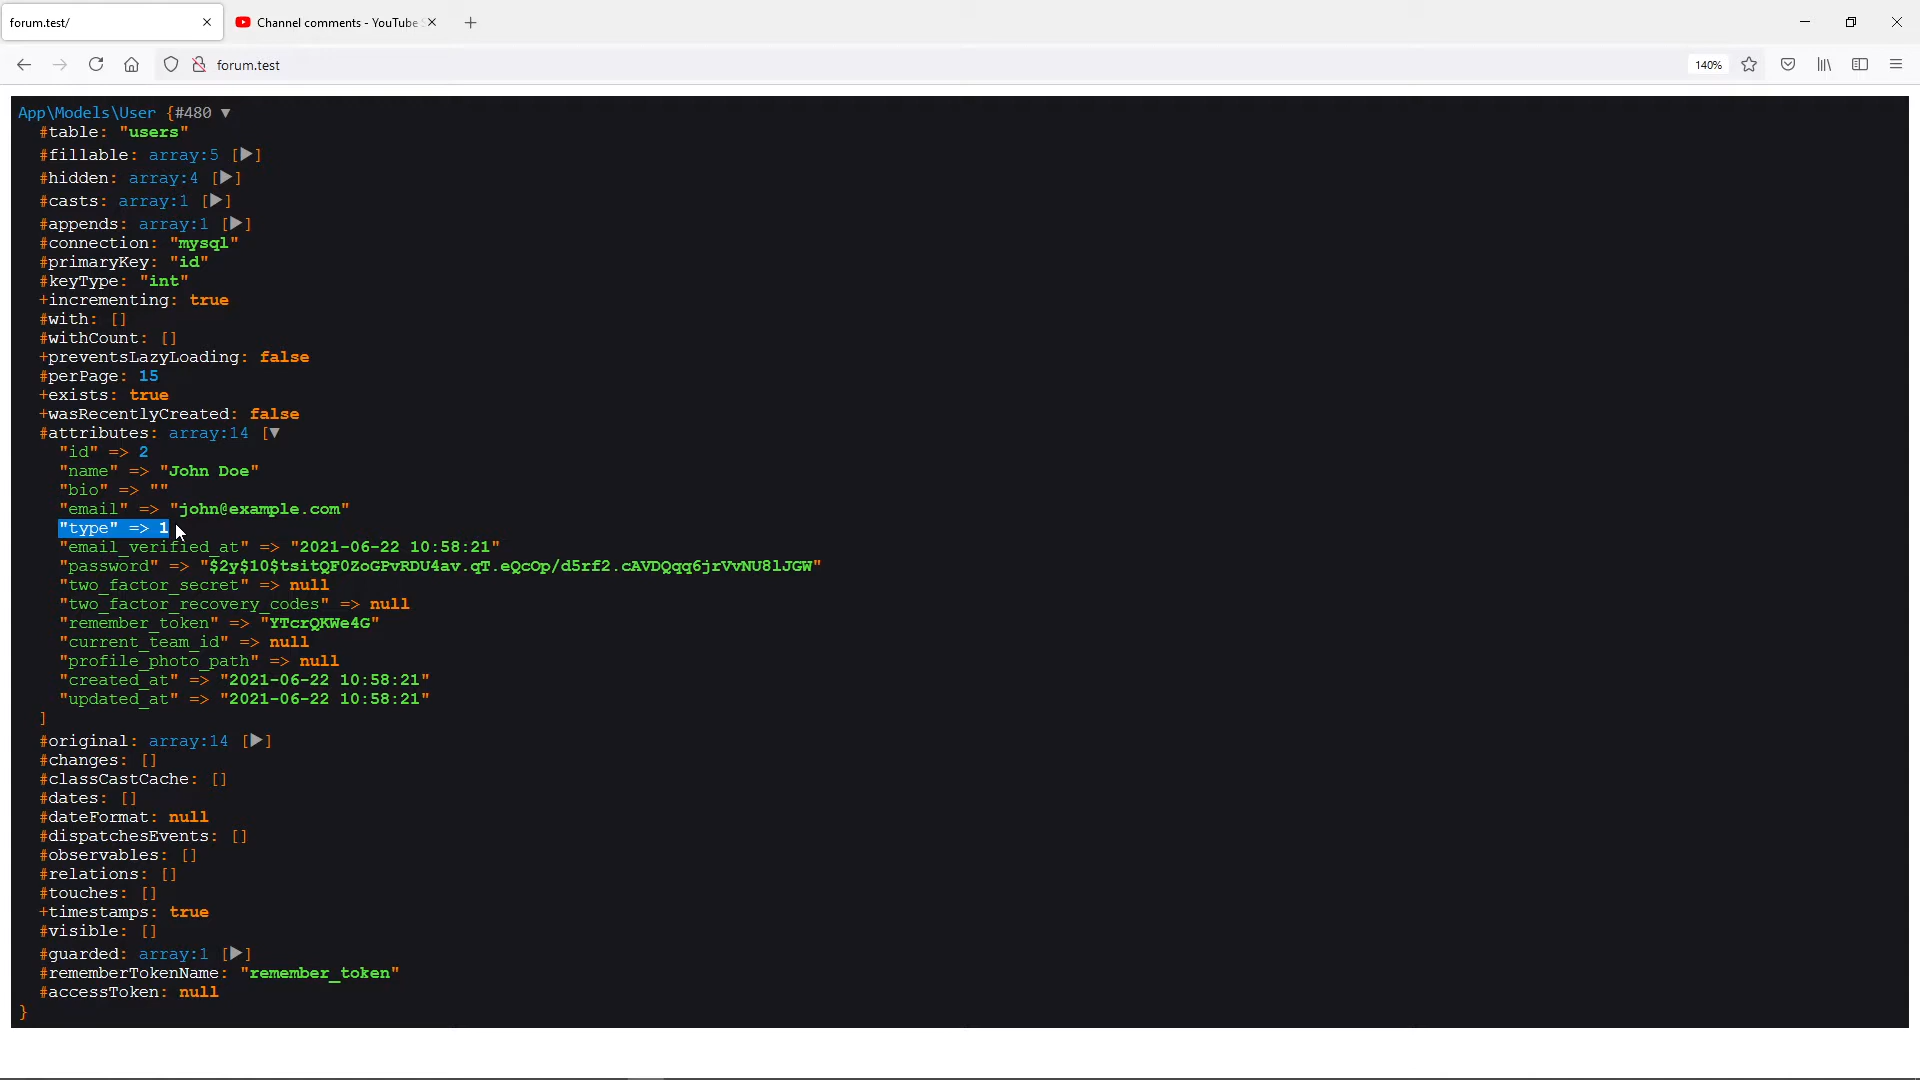 forum.test/
Channel comments - YouTube
forum.test
140%
App\Models\User {#480 ▼
#table: "users"
#fillable: array:5 [▶]
#hidden: array:4 [▶]
#casts: array:1 [▶]
#appends: array:1 [▶]
#connection: "mysql"
#primaryKey: "id"
#keyType: "int"
+incrementing: true
#with: []
#withCount: []
+preventsLazyLoading: false
#perPage: 15
+exists: true
+wasRecentlyCreated: false
#attributes: array:14 [▼
"id" => 2
"name" => "John Doe"
"bio" => ""
"email" => "john@example.com"
"type" => 1
"email_verified_at" => "2021-06-22 10:58:21"
"password" => "$2y$10$tsitQF0ZoGPvRDU4av.qT.eQcOp/d5rf2.cAVDQqq6jrVvNU8lJGW"
"two_factor_secret" => null
"two_factor_recovery_codes" => null
"remember_token" => "YTcrQKWe4G"
"current_team_id" => null
"profile_photo_path" => null
"created_at" => "2021-06-22 10:58:21"
"updated_at" => "2021-06-22 10:58:21"
]
#original: array:14 [▶]
#changes: []
#classCastCache: []
#dates: []
#dateFormat: null
#dispatchesEvents: []
#observables: []
#relations: []
#touches: []
+timestamps: true
#visible: []
#guarded: array:1 [▶]
#rememberTokenName: "remember_token"
#accessToken: null
}